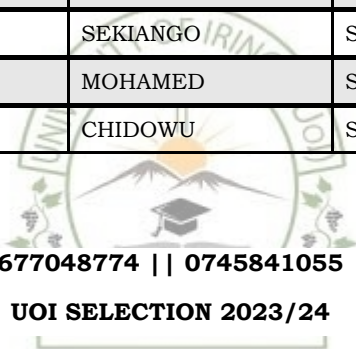 SEKIANGO S
MOHAMED S
CHIDOWU S
677048774 || 0745841055
UOI SELECTION 2023/24